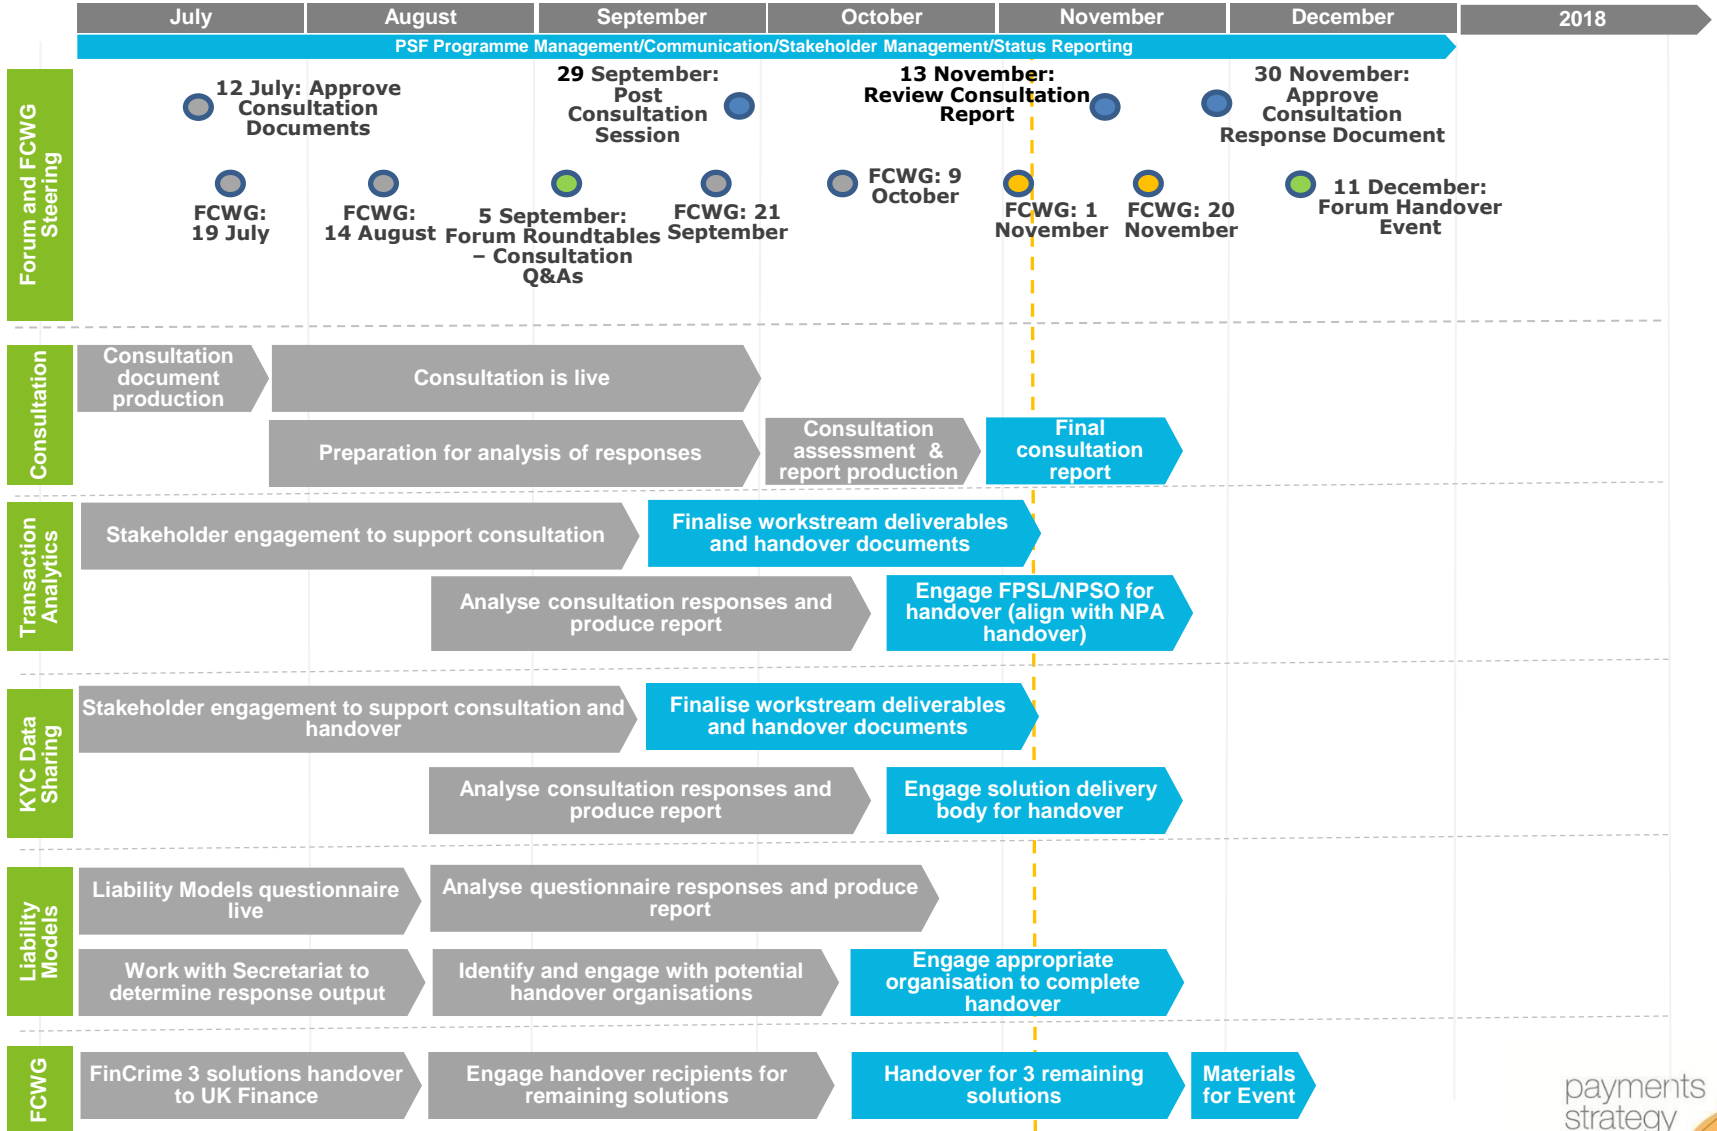 July
August
September
October
November
December
2018
PSF Programme Management/Communication/Stakeholder Management/Status Reporting
Forum and FCWG
Steering
12 July: Approve
Consultation
Documents
29 September:
Post
Consultation
Session
13 November:
Review Consultation
Report
30 November:
Approve
Consultation
Response Document
FCWG:
19 July
FCWG:
14 August
5 September:
Forum Roundtables
– Consultation
Q&As
FCWG: 21
September
FCWG: 9
October
FCWG: 1
November
FCWG: 20
November
11 December:
Forum Handover
Event
Consultation
Consultation
document
production
Consultation is live
Preparation for analysis of responses
Consultation
assessment &
report production
Final
consultation
report
Transaction
Analytics
Stakeholder engagement to support consultation
Finalise workstream deliverables
and handover documents
Analyse consultation responses and
produce report
Engage FPSL/NPSO for
handover (align with NPA
handover)
KYC Data
Sharing
Stakeholder engagement to support consultation and
handover
Finalise workstream deliverables
and handover documents
Analyse consultation responses and
produce report
Engage solution delivery
body for handover
Liability
Models
Liability Models questionnaire
live
Analyse questionnaire responses and produce
report
Work with Secretariat to
determine response output
Identify and engage with potential
handover organisations
Engage appropriate
organisation to complete
handover
FCWG
FinCrime 3 solutions handover
to UK Finance
Engage handover recipients for
remaining solutions
Handover for 3 remaining
solutions
Materials
for Event
payments
strategy